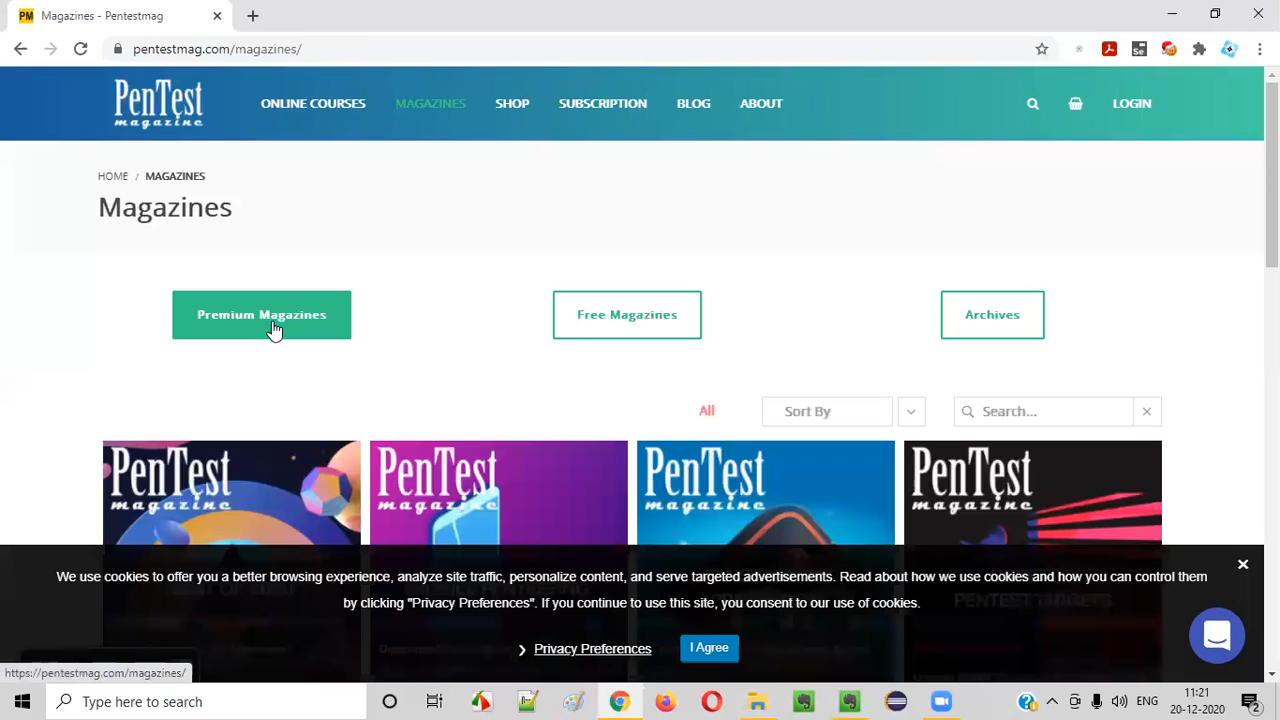 Magazines - Pentestmag
pentestmag.com/magazines/
PenTest
magazine
ONLINE COURSES
MAGAZINES
SHOP
SUBSCRIPTION
BLOG
ABOUT
LOGIN
HOME / MAGAZINES
Magazines
Premium Magazines
Free Magazines
Archives
All
Sort By
Search...
PenTest
magazine
PenTest
magazine
PenTest
magazine
PenTest
magazine
PENTEST TARGETS
We use cookies to offer you a better browsing experience, analyze site traffic, personalize content, and serve targeted advertisements. Read about how we use cookies and how you can control them
by clicking "Privacy Preferences". If you continue to use this site, you consent to our use of cookies.
Privacy Preferences
I Agree
https://pentestmag.com/magazines/
Type here to search
ENG
11:21
20-12-2020
2